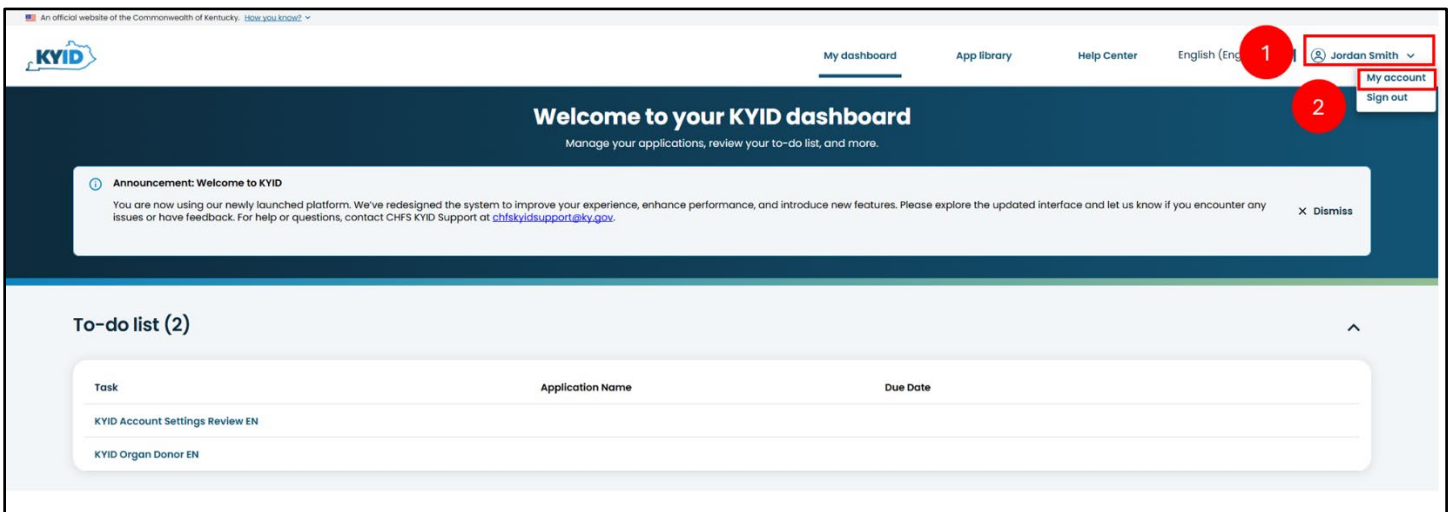 An official website of the Commonwealth of Kentucky. How you know?
KYID
My dashboard
App library
Help Center
English (Eng
1
Jordan Smith
My account
Sign out
2
Welcome to your KYID dashboard
Manage your applications, review your to-do list, and more.
Announcement: Welcome to KYID
You are now using our newly launched platform. We've redesigned the system to improve your experience, enhance performance, and introduce new features. Please explore the updated interface and let us know if you encounter any
issues or have feedback. For help or questions, contact CHFS KYID Support at chfskyidsupport@ky.gov.
Dismiss
To-do list (2)
Task Application Name Due Date
KYID Account Settings Review EN
KYID Organ Donor EN